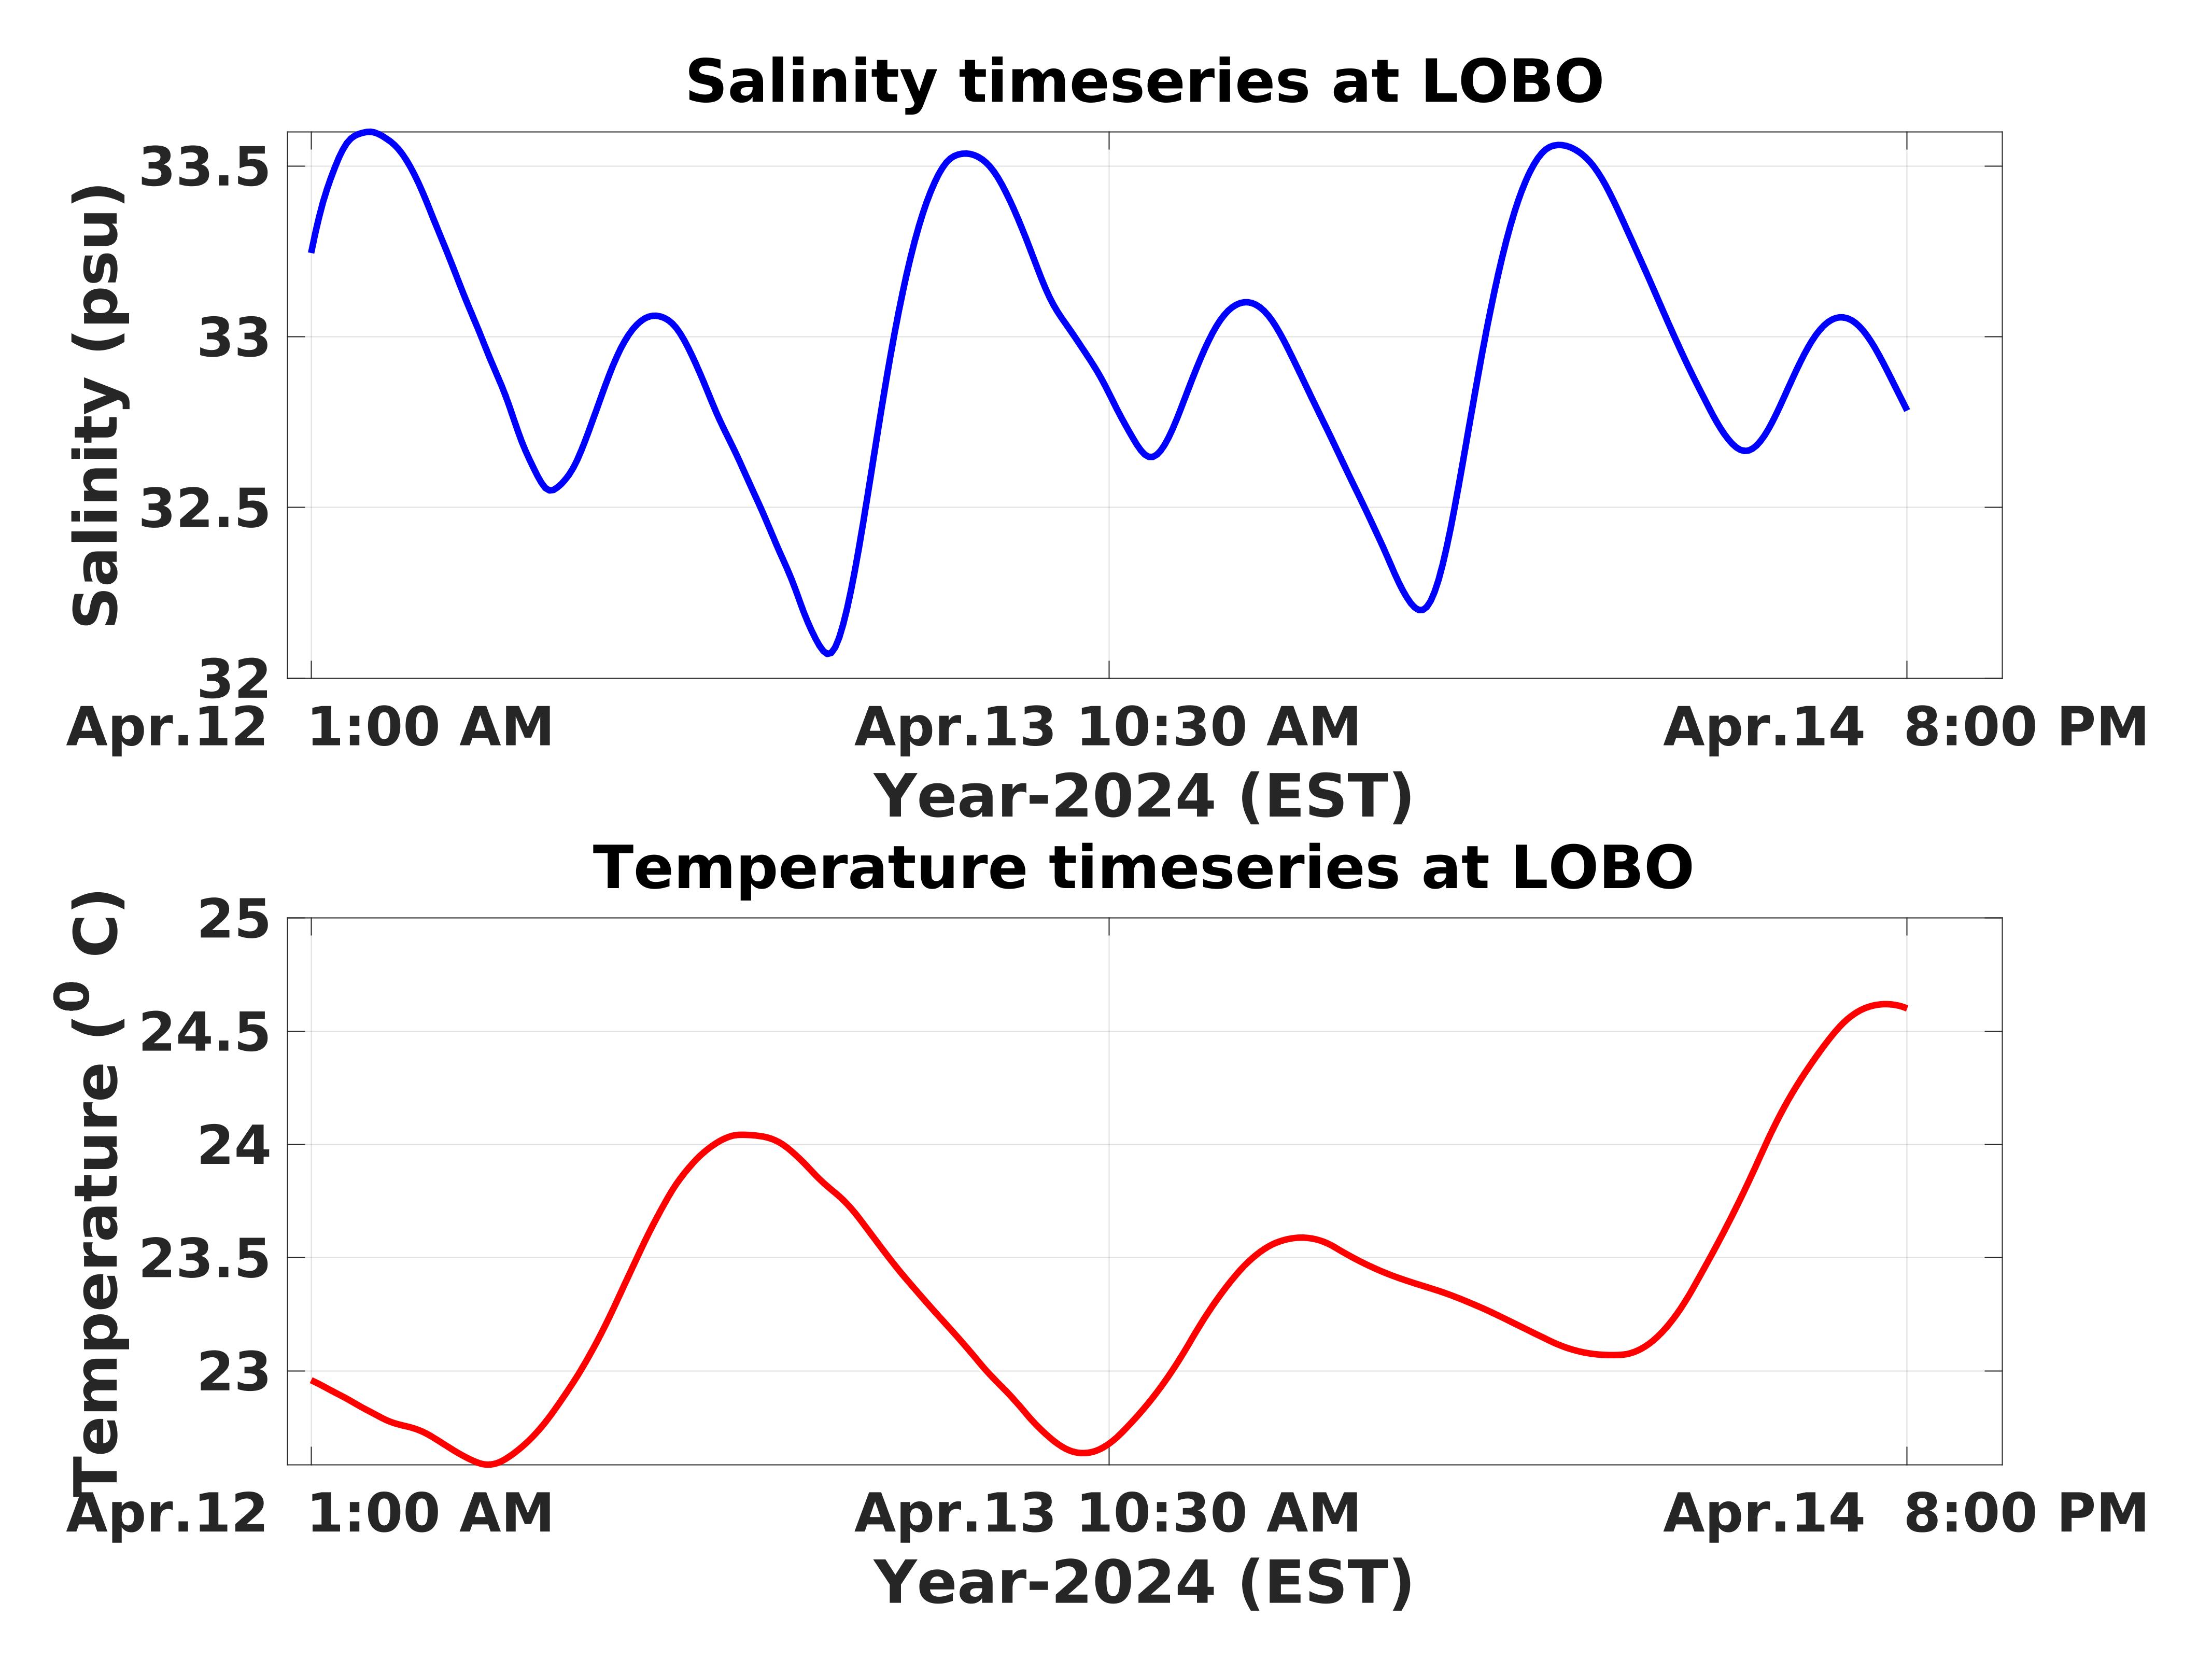 Salinity timeseries at LOBO
Salinity (psu)
33.5
33
32.5
32
Apr.12 1:00 AM Apr.13 10:30 AM Apr.14 8:00 PM
Year-2024 (EST)
Temperature timeseries at LOBO
Temperature (⁰ C)
25
24.5
24
23.5
23
Apr.12 1:00 AM Apr.13 10:30 AM Apr.14 8:00 PM
Year-2024 (EST)